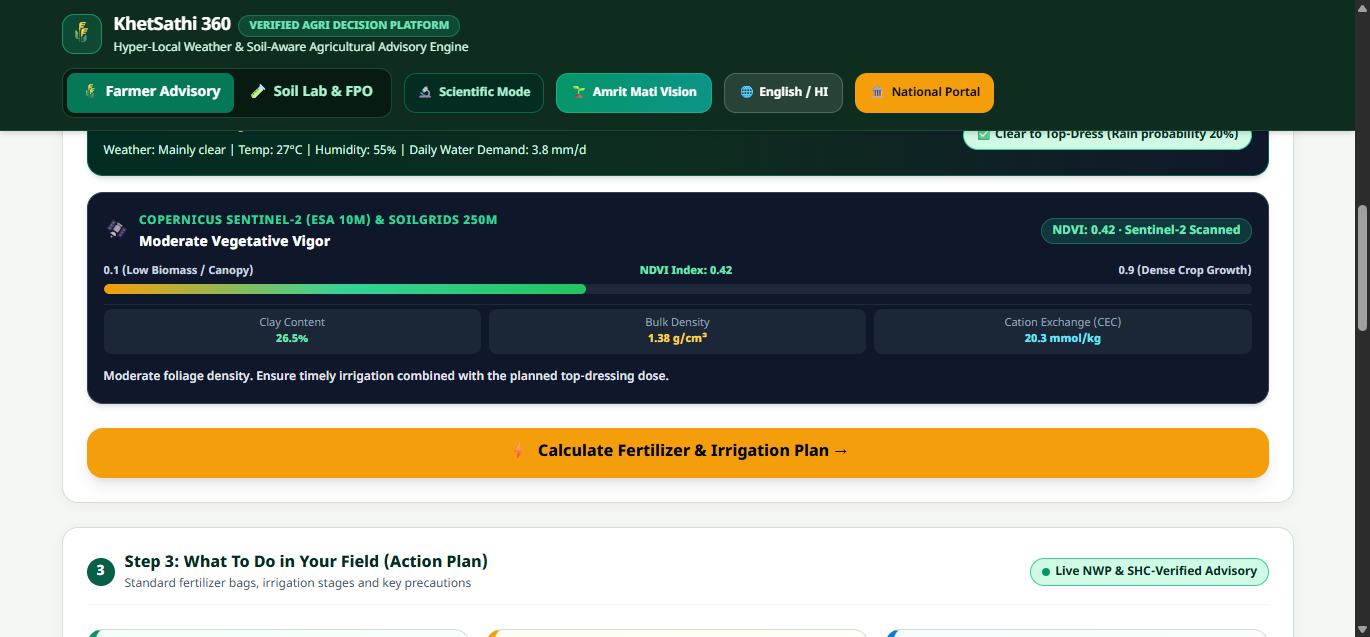 KhetSathi 360
VERIFIED AGRI DECISION PLATFORM
Hyper-Local Weather & Soil-Aware Agricultural Advisory Engine
Farmer Advisory
Soil Lab & FPO
Scientific Mode
Amrit Mati Vision
English / HI
National Portal
Clear to Top-Dress (Rain probability 20%)
Weather: Mainly clear | Temp: 27°C | Humidity: 55% | Daily Water Demand: 3.8 mm/d
COPERNICUS SENTINEL-2 (ESA 10M) & SOILGRIDS 250M
Moderate Vegetative Vigor
NDVI: 0.42 · Sentinel-2 Scanned
0.1 (Low Biomass / Canopy)
NDVI Index: 0.42
0.9 (Dense Crop Growth)
Clay Content
26.5%
Bulk Density
1.38 g/cm³
Cation Exchange (CEC)
20.3 mmol/kg
Moderate foliage density. Ensure timely irrigation combined with the planned top-dressing dose.
Calculate Fertilizer & Irrigation Plan →
3
Step 3: What To Do in Your Field (Action Plan)
Standard fertilizer bags, irrigation stages and key precautions
Live NWP & SHC-Verified Advisory